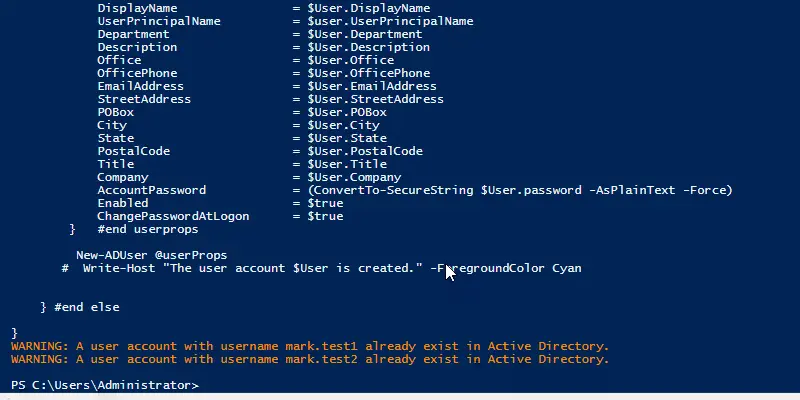 DisplayName = $User.DisplayName
UserPrincipalName = $user.UserPrincipalName
Department = $User.Department
Description = $User.Description
Office = $User.Office
OfficePhone = $User.OfficePhone
EmailAddress = $User.EmailAddress
StreetAddress = $User.StreetAddress
POBox = $User.POBox
City = $User.City
State = $User.State
PostalCode = $User.PostalCode
Title = $User.Title
Company = $User.Company
AccountPassword = (ConvertTo-SecureString $User.password -AsPlainText -Force)
Enabled = $true
ChangePasswordAtLogon = $true
} #end userprops
New-ADUser @userProps
# Write-Host "The user account $User is created." -ForegroundColor Cyan
} #end else
}
WARNING: A user account with username mark.test1 already exist in Active Directory.
WARNING: A user account with username mark.test2 already exist in Active Directory.
PS C:\Users\Administrator>